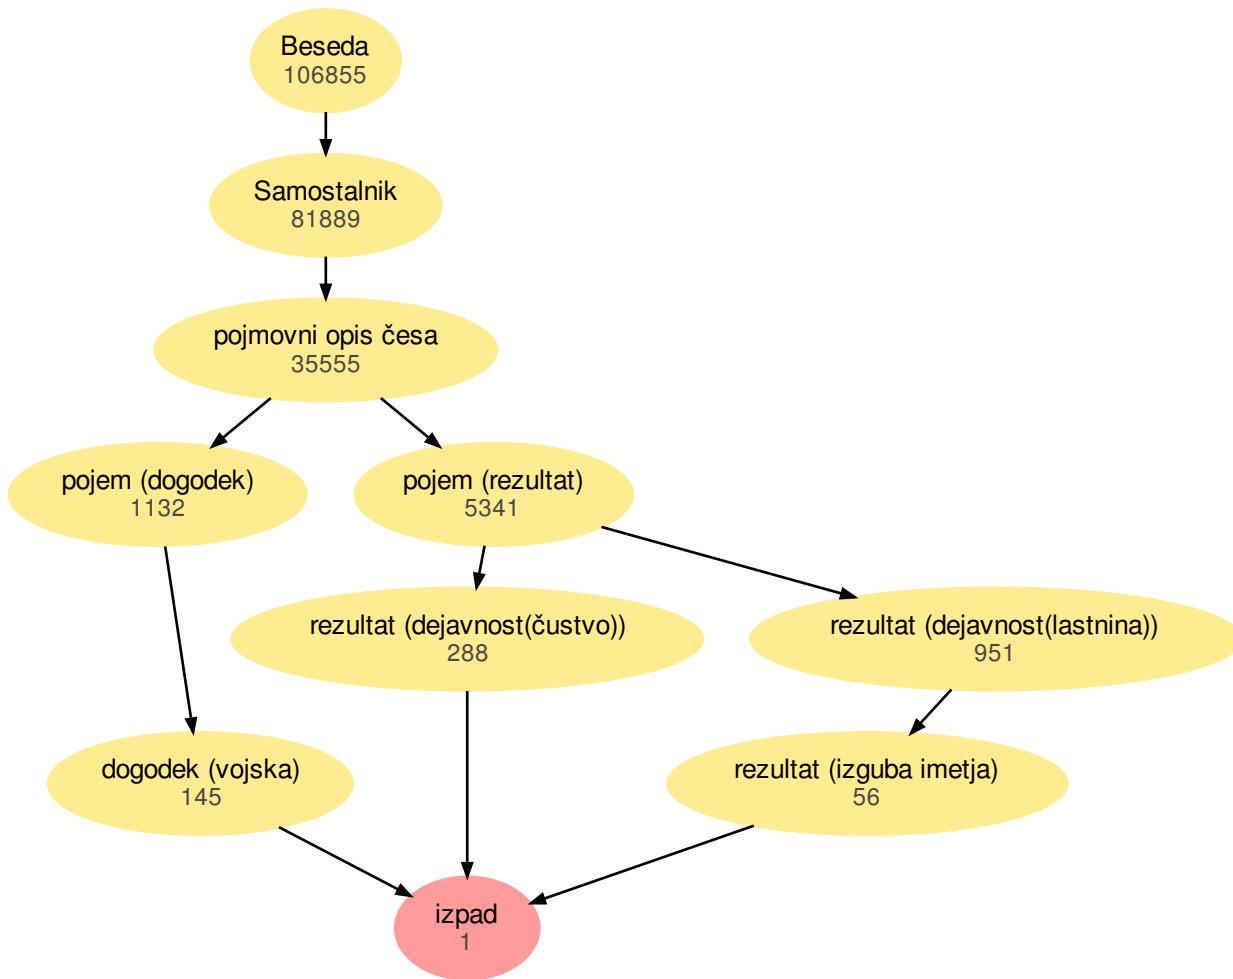 Beseda
106855
Samostalnik
81889
pojmovni opis česa
35555
pojem (dogodek)
1132
pojem (rezultat)
5341
rezultat (dejavnost(čustvo))
288
rezultat (dejavnost(lastnina))
951
dogodek (vojska)
145
rezultat (izguba imetja)
56
izpad
1